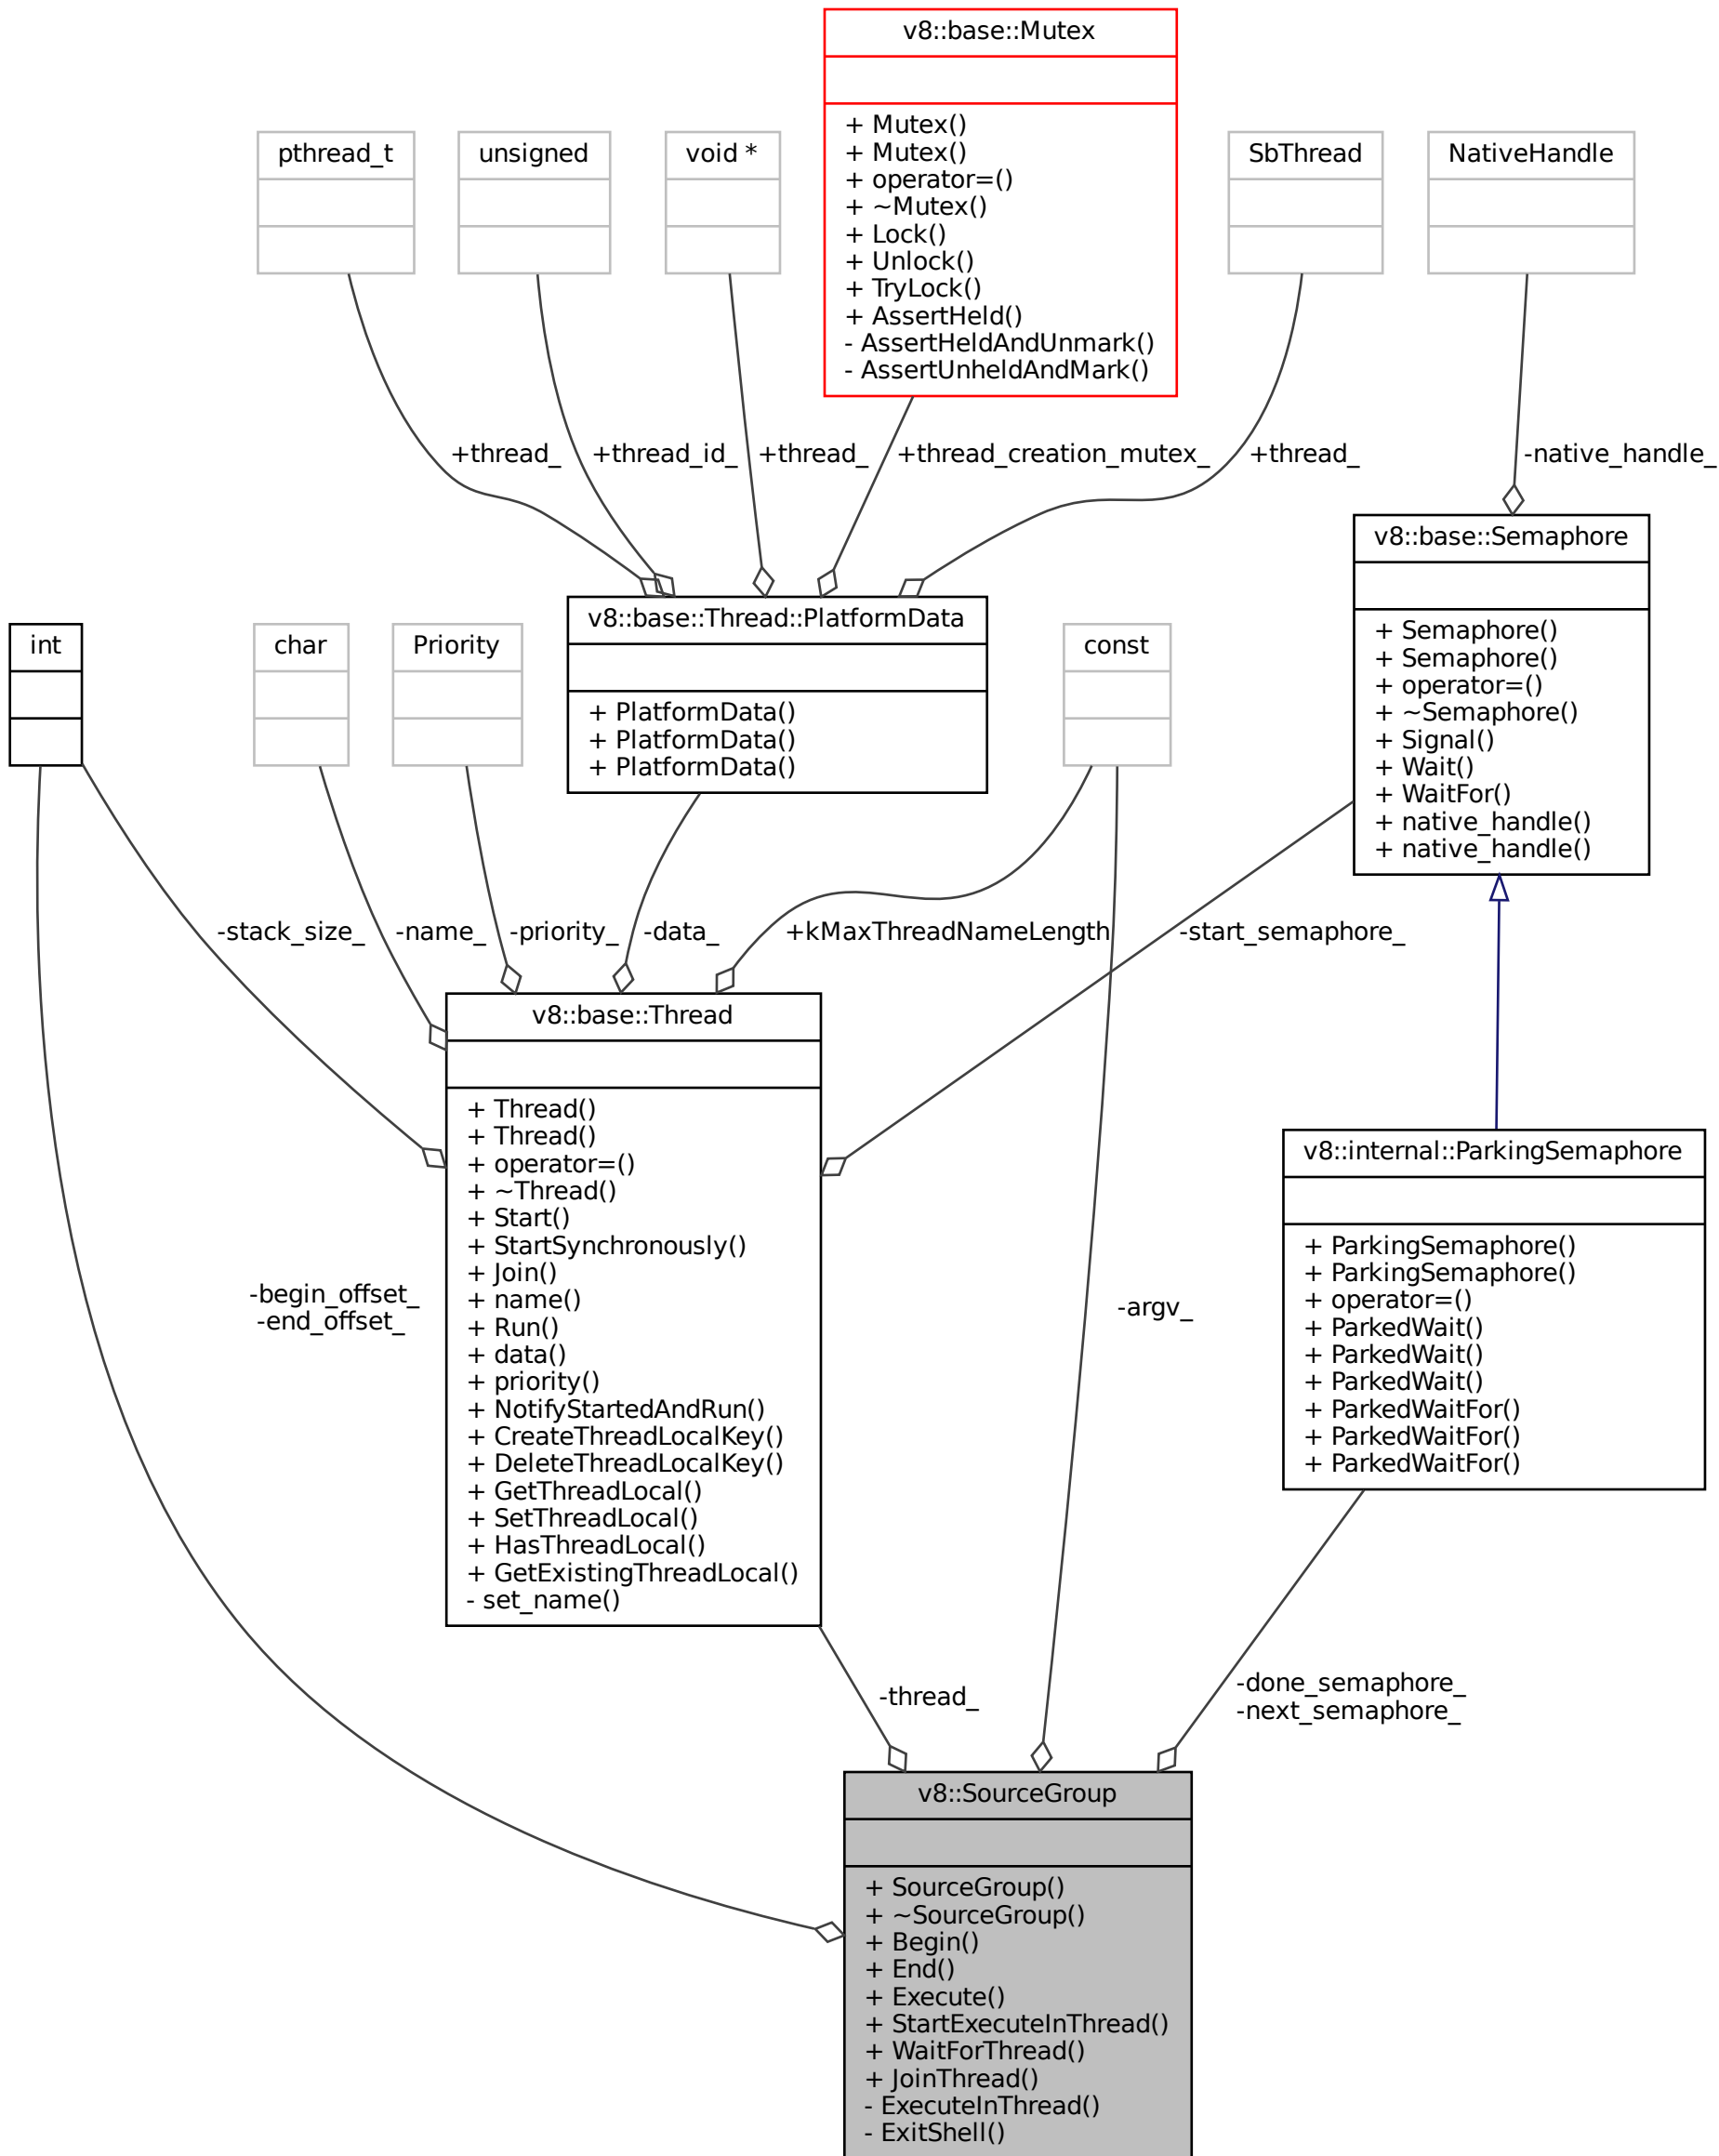 v8::base::Mutex
+ Mutex()
+ Mutex()
+ operator=()
+ ~Mutex()
+ Lock()
+ Unlock()
+ TryLock()
+ AssertHeld()
- AssertHeldAndUnmark()
- AssertUnheldAndMark()
pthread_t
unsigned
void *
SbThread
NativeHandle
+thread_
+thread_id_
+thread_
+thread_creation_mutex_
+thread_
-native_handle_
v8::base::Semaphore
+ Semaphore()
+ Semaphore()
+ operator=()
+ ~Semaphore()
+ Signal()
+ Wait()
+ WaitFor()
+ native_handle()
+ native_handle()
int
char
Priority
v8::base::Thread::PlatformData
+ PlatformData()
+ PlatformData()
+ PlatformData()
const
-stack_size_
-name_
-priority_
-data_
+kMaxThreadNameLength
-start_semaphore_
v8::base::Thread
+ Thread()
+ Thread()
+ operator=()
+ ~Thread()
+ Start()
+ StartSynchronously()
+ Join()
+ name()
+ Run()
+ data()
+ priority()
+ NotifyStartedAndRun()
+ CreateThreadLocalKey()
+ DeleteThreadLocalKey()
+ GetThreadLocal()
+ SetThreadLocal()
+ HasThreadLocal()
+ GetExistingThreadLocal()
- set_name()
v8::internal::ParkingSemaphore
+ ParkingSemaphore()
+ ParkingSemaphore()
+ operator=()
+ ParkedWait()
+ ParkedWait()
+ ParkedWait()
+ ParkedWaitFor()
+ ParkedWaitFor()
+ ParkedWaitFor()
-begin_offset_
-end_offset_
-argv_
-thread_
-done_semaphore_
-next_semaphore_
v8::SourceGroup
+ SourceGroup()
+ ~SourceGroup()
+ Begin()
+ End()
+ Execute()
+ StartExecuteInThread()
+ WaitForThread()
+ JoinThread()
- ExecuteInThread()
- ExitShell()